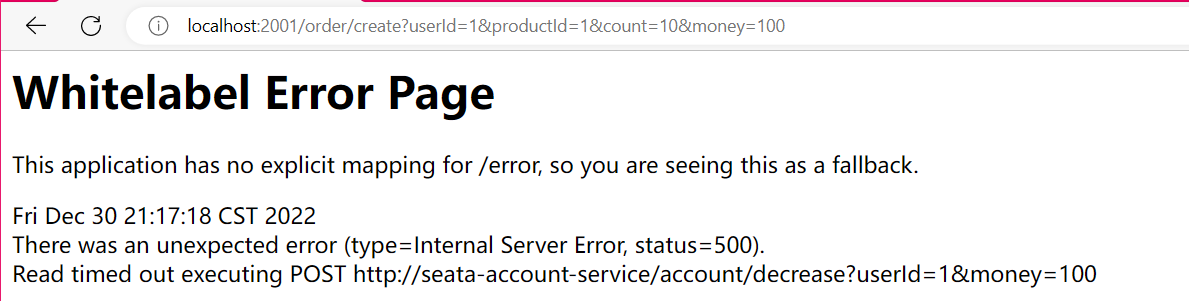 localhost:2001/order/create?userId=1&productId=1&count=10&money=100
Whitelabel Error Page
This application has no explicit mapping for /error, so you are seeing this as a fallback.
Fri Dec 30 21:17:18 CST 2022
There was an unexpected error (type=Internal Server Error, status=500).
Read timed out executing POST http://seata-account-service/account/decrease?userId=1&money=100